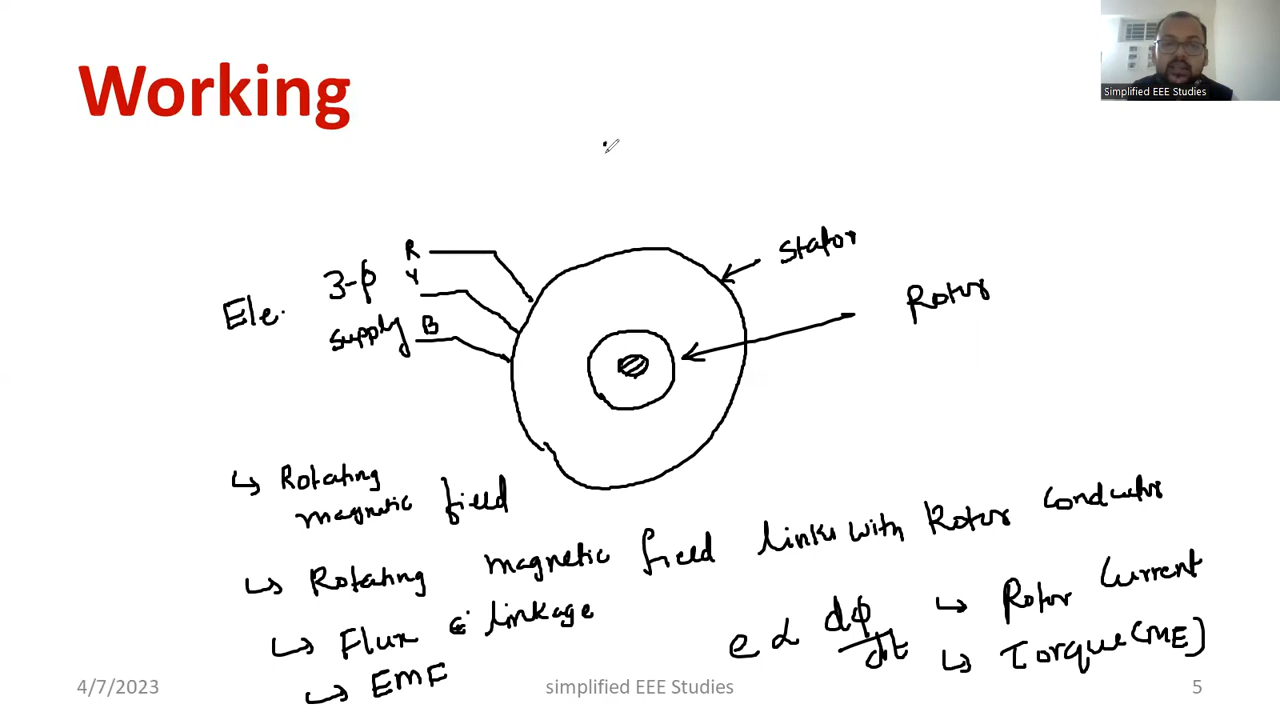 Working
Simplified EEE Studies
Stator
Rotor
Ele. 3-φ Supply
R
Y
B
↳ Rotating magnetic field
↳ Rotating magnetic field links with Rotor Conductor
↳ Flux linkage
↳ EMF
e ∝ dφ/dt
↳ Rotor Current
↳ Torque (ME)
4/7/2023
simplified EEE Studies
5